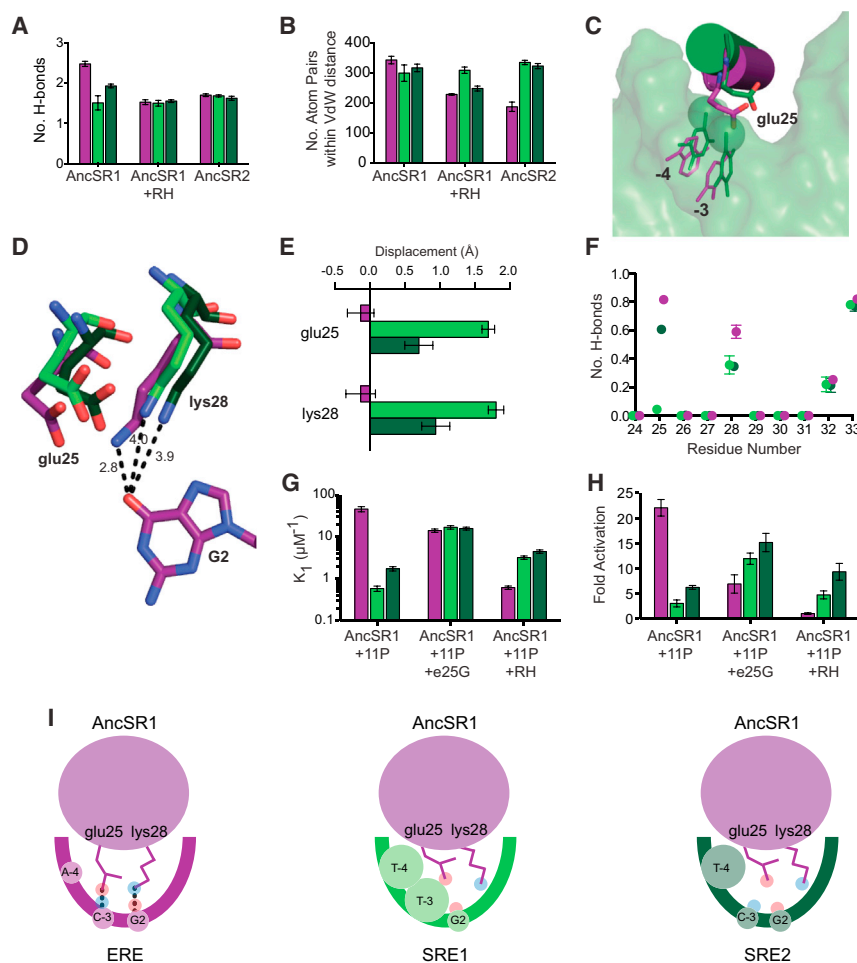 A
No. H-bonds
3
2
1
0
AncSR1
AncSR1
+RH
AncSR2
B
No. Atom Pairs
within VdW distance
400
300
200
100
0
AncSR1
AncSR1
+RH
AncSR2
C
glu25
-4
-3
D
glu25
lys28
4.0
2.8
3.9
G2
E
Displacement (Å)
-0.5 0.0 1.0 2.0
glu25
lys28
F
No. H-bonds
1.0
0.8
0.6
0.4
0.2
0.0
24 25 26 27 28 29 30 31 32 33
Residue Number
G
K1 (µM−1)
100
10
1
0.1
AncSR1
+11P
AncSR1
+11P
+e25G
AncSR1
+11P
+RH
H
Fold Activation
25
20
15
10
5
0
AncSR1
+11P
AncSR1
+11P
+e25G
AncSR1
+11P
+RH
I
AncSR1
glu25 lys28
A-4
C-3
G2
ERE
AncSR1
glu25 lys28
T-4
T-3
G2
SRE1
AncSR1
glu25 lys28
T-4
C-3
G2
SRE2